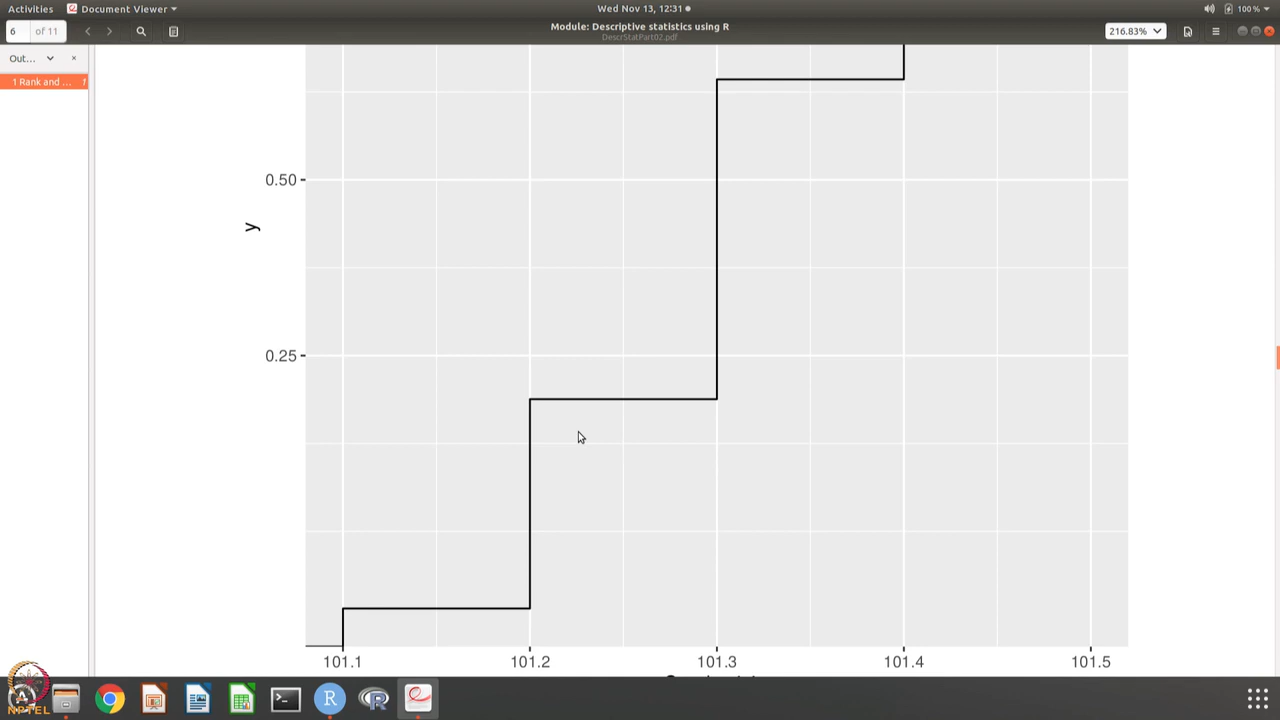 Activities
Document Viewer
Wed Nov 13, 12:31
100 %
6
of 11
Module: Descriptive statistics using R
DescrStatPart02.pdf
216.83%
Out...
1 Rank and ...
1
0.50
y
0.25
101.1
101.2
101.3
101.4
101.5
NPTEL